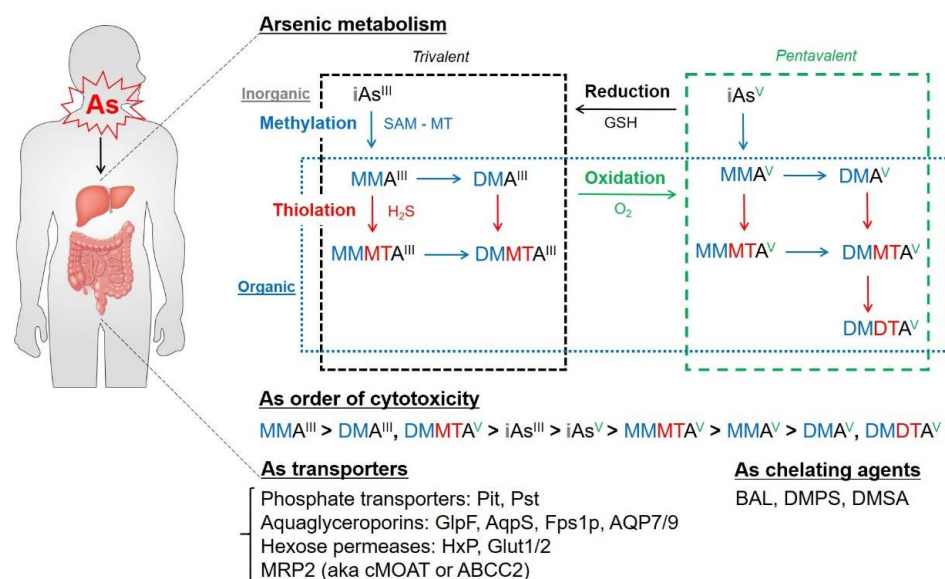 Arsenic metabolism
As
Trivalent
Pentavalent
Inorganic
iAsᴵᴵᴵ
Reduction
GSH
iAsⱽ
Methylation
SAM - MT
MMAᴵᴵᴵ
DMAᴵᴵᴵ
Oxidation
O₂
MMAⱽ
DMAⱽ
Thiolation
H₂S
MMMTAᴵᴵᴵ
DMMTAᴵᴵᴵ
MMMTAⱽ
DMMTAⱽ
Organic
DMDTAⱽ
As order of cytotoxicity
MMAᴵᴵᴵ > DMAᴵᴵᴵ, DMMTAⱽ > iAsᴵᴵᴵ > iAsⱽ > MMMTAⱽ > MMAⱽ > DMAⱽ, DMDTAⱽ
As transporters
Phosphate transporters: Pit, Pst
Aquaglyceroporins: GlpF, AqpS, Fps1p, AQP7/9
Hexose permeases: HxP, Glut1/2
MRP2 (aka cMOAT or ABCC2)
As chelating agents
BAL, DMPS, DMSA